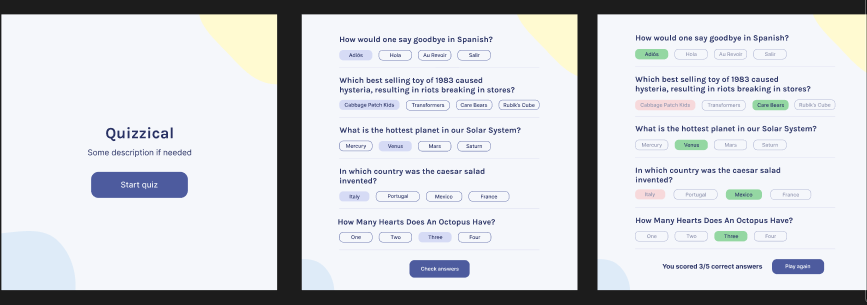 Quizzical
Some description if needed
Start quiz
How would one say goodbye in Spanish?
Adiós Hola Au Revoir Salir
Which best selling toy of 1983 caused
hysteria, resulting in riots breaking in stores?
Cabbage Patch Kids Transformers Care Bears Rubik's Cube
What is the hottest planet in our Solar System?
Mercury Venus Mars Saturn
In which country was the caesar salad
invented?
Italy Portugal Mexico France
How Many Hearts Does An Octopus Have?
One Two Three Four
Check answers
How would one say goodbye in Spanish?
Adiós Hola Au Revoir Salir
Which best selling toy of 1983 caused
hysteria, resulting in riots breaking in stores?
Cabbage Patch Kids Transformers Care Bears Rubik's Cube
What is the hottest planet in our Solar System?
Mercury Venus Mars Saturn
In which country was the caesar salad
invented?
Italy Portugal Mexico France
How Many Hearts Does An Octopus Have?
One Two Three Four
You scored 3/5 correct answers Play again